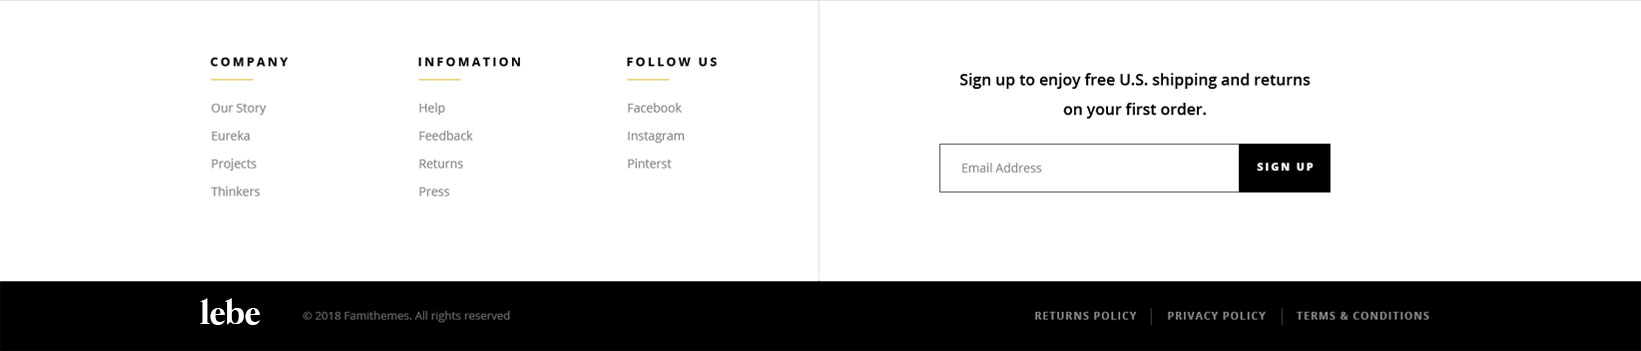 COMPANY
Our Story
Eureka
Projects
Thinkers
INFOMATION
Help
Feedback
Returns
Press
FOLLOW US
Facebook
Instagram
Pinterst
Sign up to enjoy free U.S. shipping and returns
on your first order.
Email Address
SIGN UP
lebe
© 2018 Famithemes. All rights reserved
RETURNS POLICY
PRIVACY POLICY
TERMS & CONDITIONS